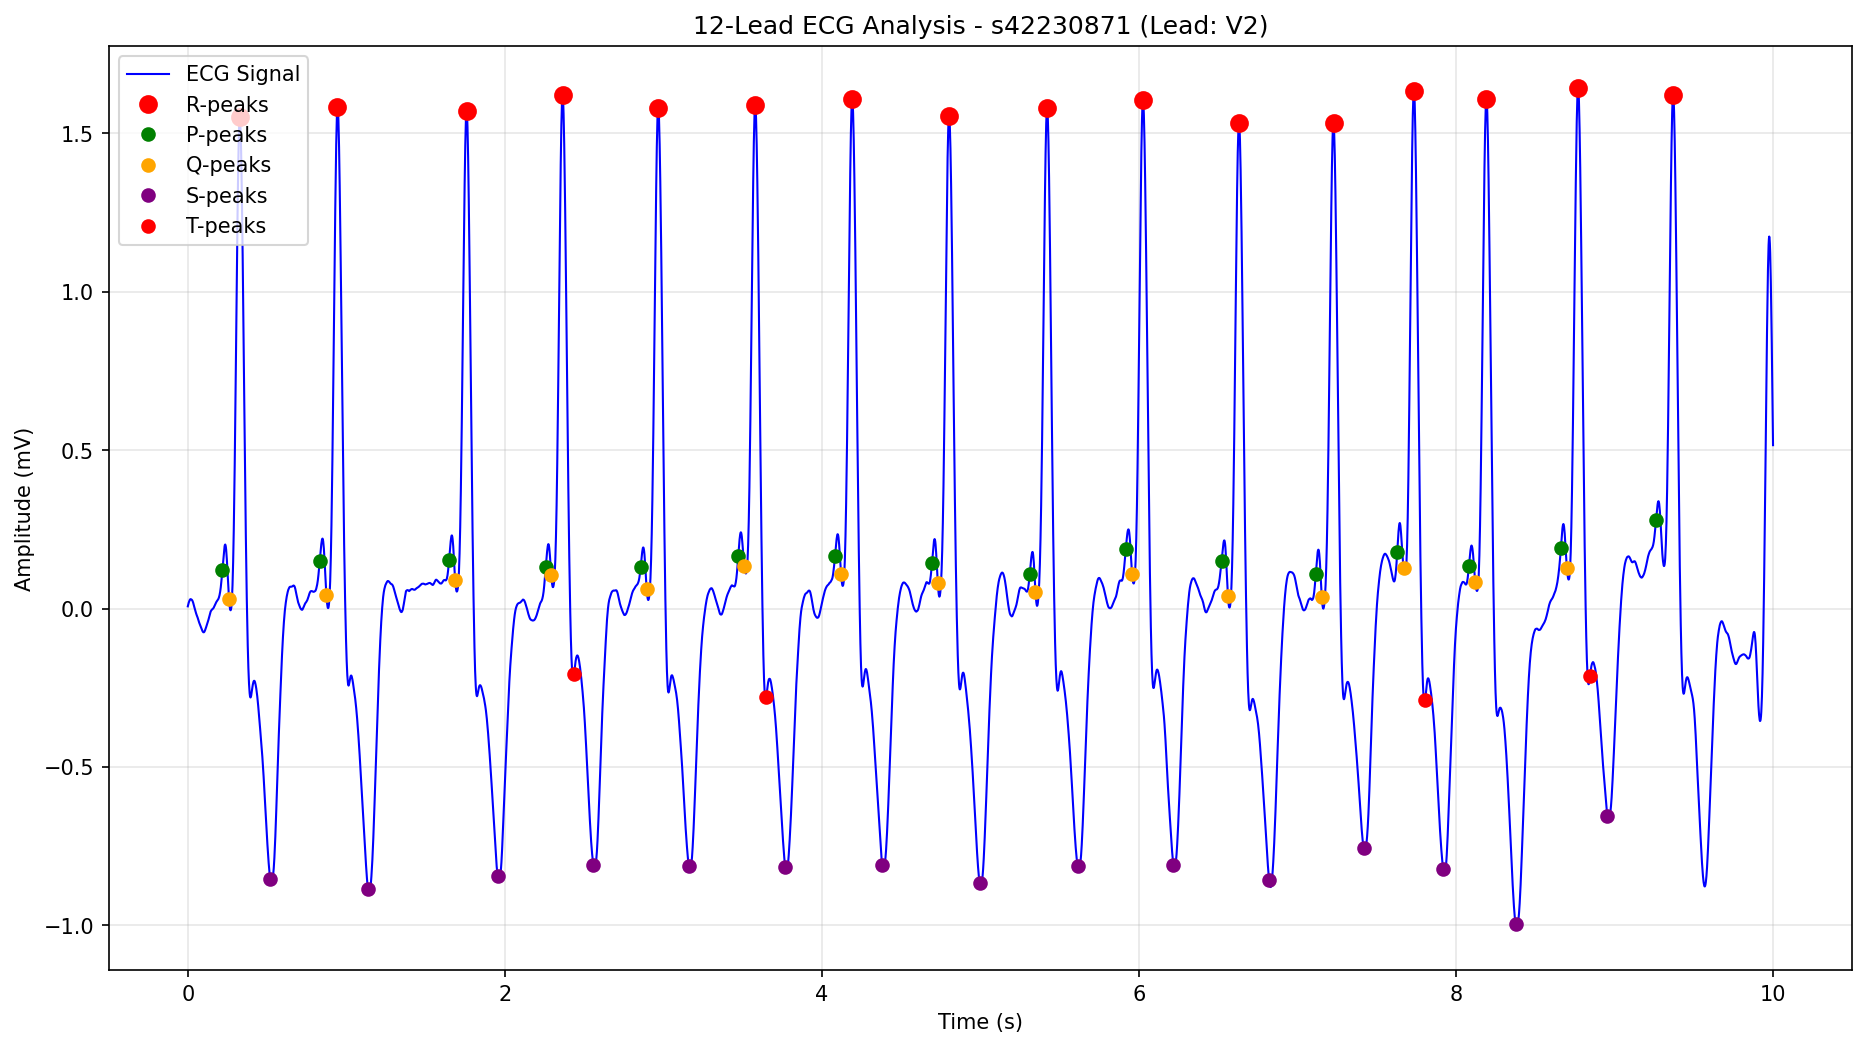 12-Lead ECG Analysis - s42230871 (Lead: V2)
ECG Signal
R-peaks
P-peaks
Q-peaks
S-peaks
T-peaks
1.5
1.0
0.5
0.0
−0.5
−1.0
Amplitude (mV)
0 2 4 6 8 10
Time (s)